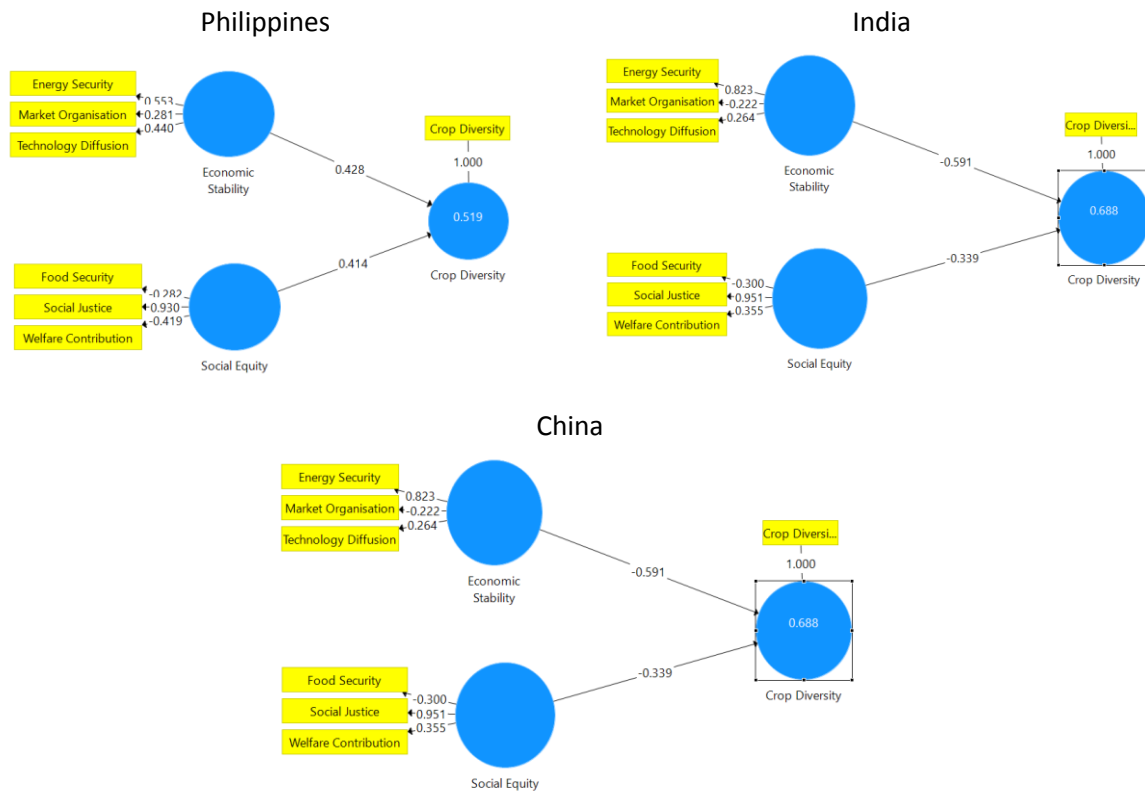 Philippines
Energy Security
Market Organisation
Technology Diffusion
0.553
0.281
0.440
Economic
Stability
0.428
Crop Diversity
1.000
0.519
Crop Diversity
0.414
Food Security
Social Justice
Welfare Contribution
-0.282
0.930
-0.419
Social Equity
India
Energy Security
Market Organisation
Technology Diffusion
0.823
-0.222
0.264
Economic
Stability
-0.591
Crop Diversi...
1.000
0.688
Crop Diversity
-0.339
Food Security
Social Justice
Welfare Contribution
-0.300
0.951
0.355
Social Equity
China
Energy Security
Market Organisation
Technology Diffusion
0.823
-0.222
0.264
Economic
Stability
-0.591
Crop Diversi...
1.000
0.688
Crop Diversity
-0.339
Food Security
Social Justice
Welfare Contribution
-0.300
0.951
0.355
Social Equity